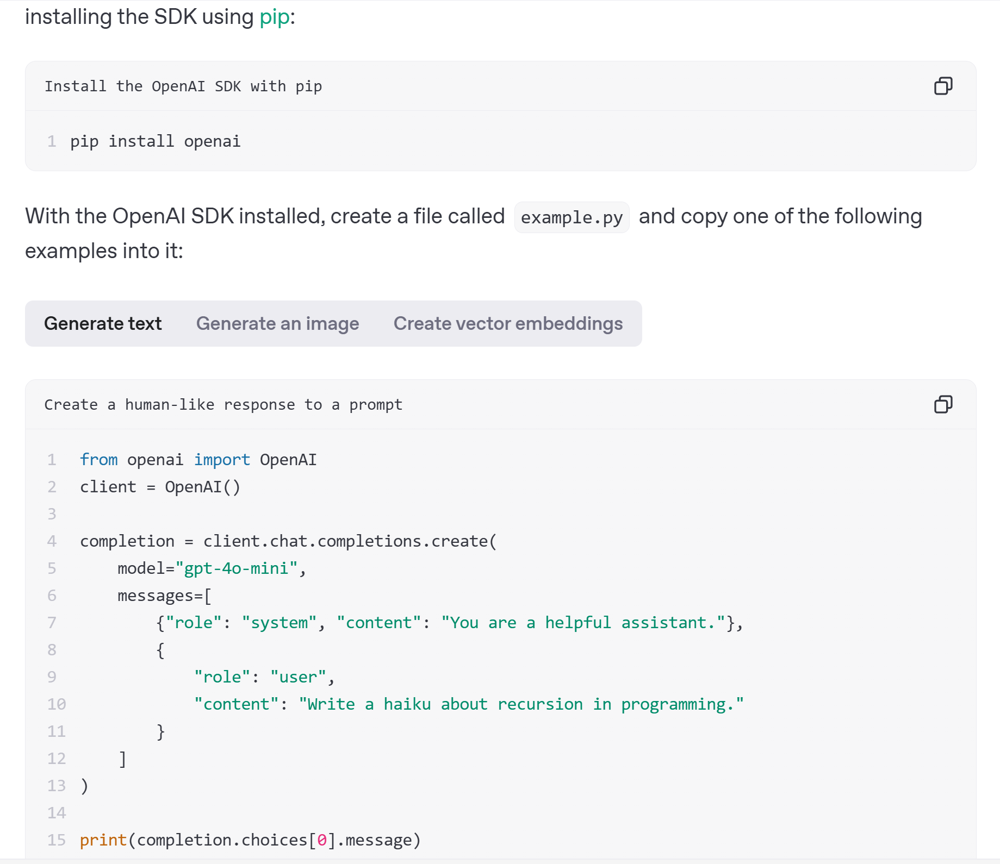 installing the SDK using pip:
Install the OpenAI SDK with pip
1 pip install openai
With the OpenAI SDK installed, create a file called example.py and copy one of the following
examples into it:
Generate text Generate an image Create vector embeddings
Create a human-like response to a prompt
1 from openai import OpenAI
2 client = OpenAI()
3
4 completion = client.chat.completions.create(
5     model="gpt-4o-mini",
6     messages=[
7         {"role": "system", "content": "You are a helpful assistant."},
8         {
9             "role": "user",
10             "content": "Write a haiku about recursion in programming."
11         }
12     ]
13 )
14
15 print(completion.choices[0].message)